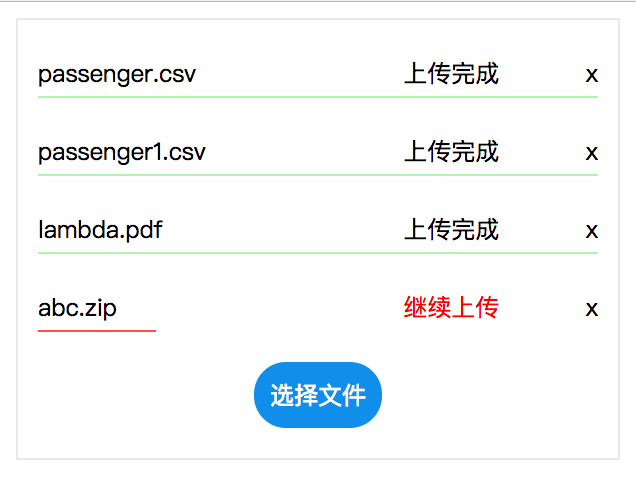 passenger.csv 上传完成 x
passenger1.csv 上传完成 x
lambda.pdf 上传完成 x
abc.zip 继续上传 x
选择文件